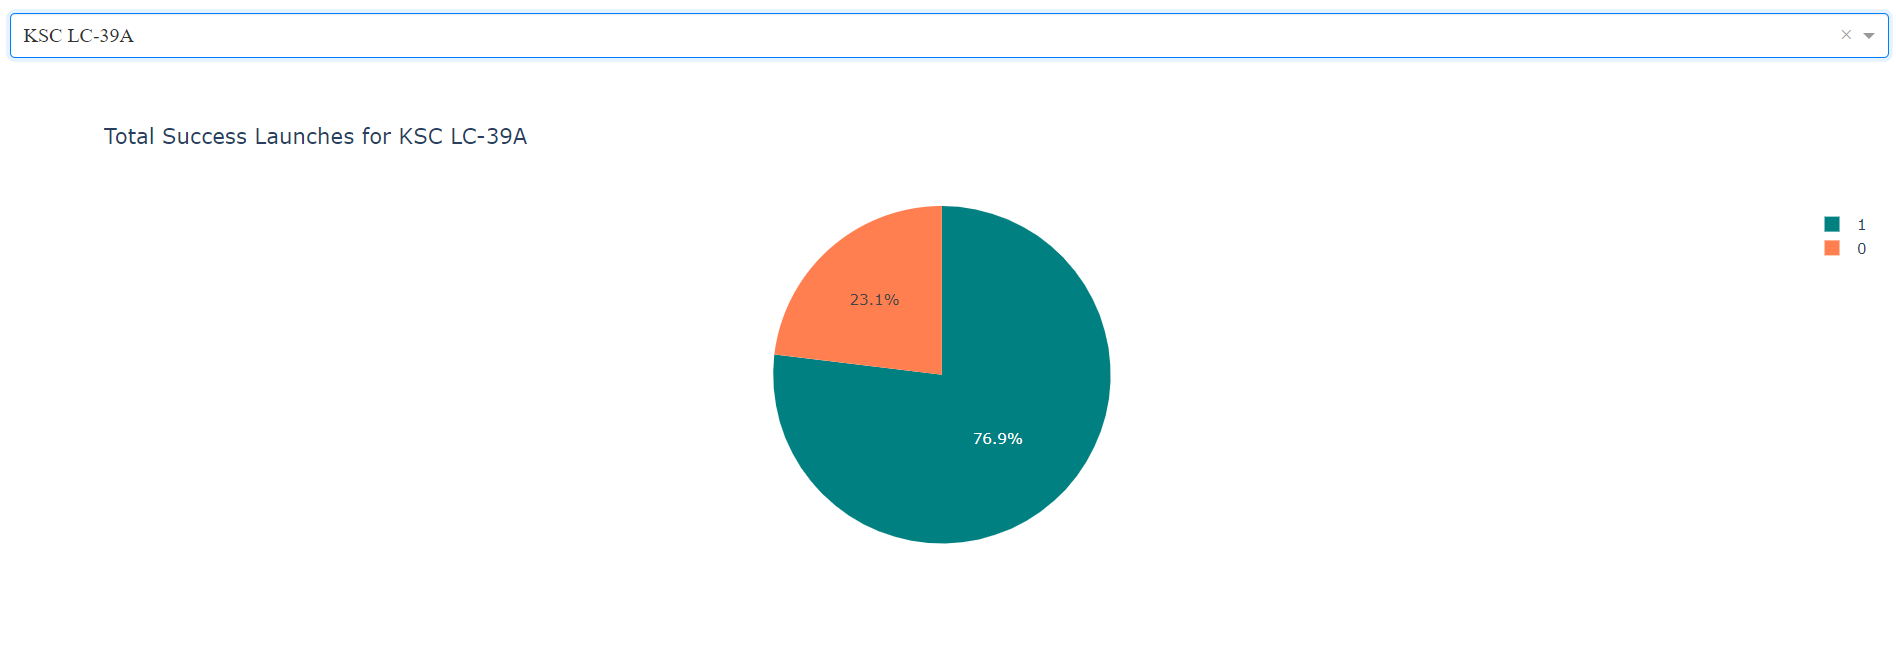 KSC LC-39A
Total Success Launches for KSC LC-39A
1
0
23.1%
76.9%